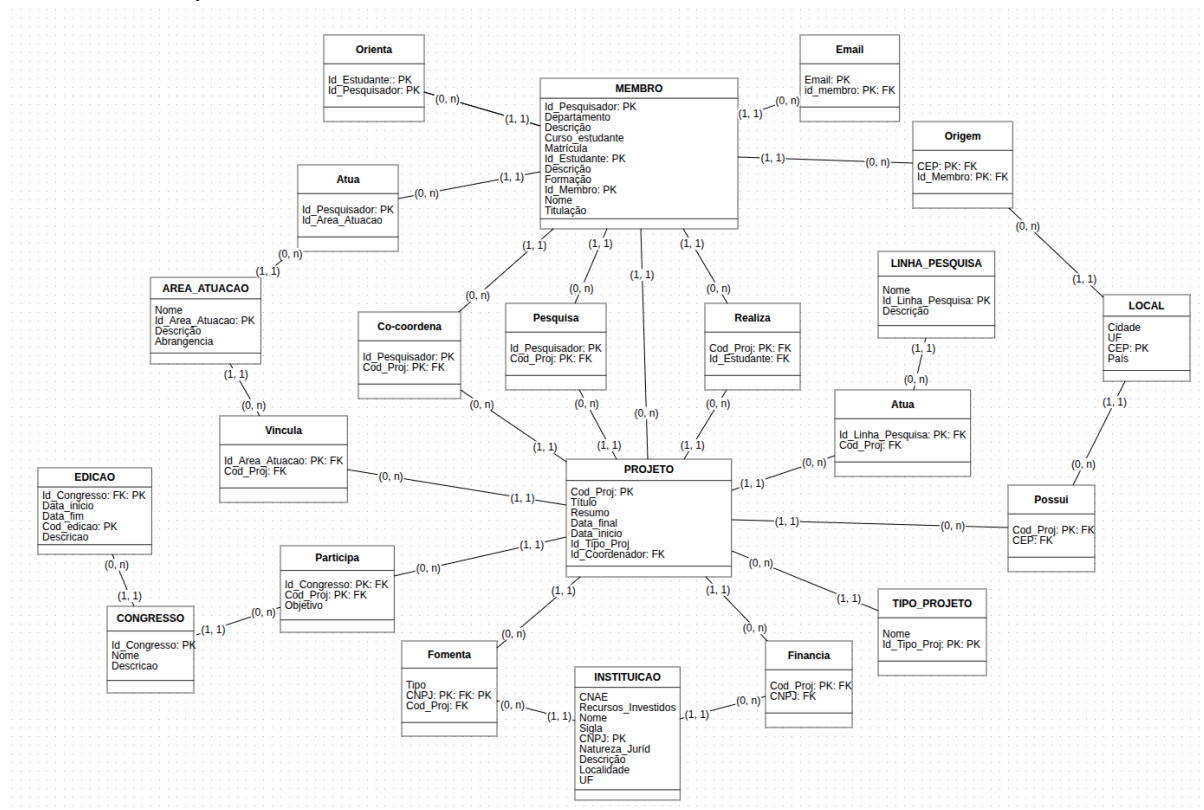 Orienta
Id_Estudante:: PK
Id_Pesquisador: PK
(0, n)
(1, 1)
MEMBRO
Id_Pesquisador: PK
Departamento
Descrição
Curso_estudante
Matrícula
Id_Estudante: PK
Descrição
Formação
Id_Membro: PK
Nome
Titulação
Email
Email: PK
id_membro: PK: FK
(0, n)
(1, 1)
Origem
CEP: PK: FK
Id_Membro: PK: FK
(1, 1)
(0, n)
(0, n)
(1, 1)
Atua
Id_Pesquisador: PK
Id_Area_Atuacao
(0, n)
(1, 1)
(0, n)
(1, 1)
AREA_ATUACAO
Nome
Id_Area_Atuacao: PK
Descrição
Abrangencia
(1, 1)
(0, n)
Co-coordena
Id_Pesquisador: PK
Cod_Proj: PK: FK
(1, 1)
(0, n)
(0, n)
(1, 1)
Pesquisa
Id_Pesquisador: PK
Cod_Proj: PK: FK
(1, 1)
(0, n)
(0, n)
(1, 1)
(1, 1)
(0, n)
Realiza
Cod_Proj: PK: FK
Id_Estudante: FK
(1, 1)
(0, n)
(0, n)
(1, 1)
LINHA_PESQUISA
Nome
Id_Linha_Pesquisa: PK
Descrição
(1, 1)
(0, n)
LOCAL
Cidade
UF
CEP: PK
País
(1, 1)
(0, n)
Atua
Id_Linha_Pesquisa: PK: FK
Cod_Proj: FK
(0, n)
(1, 1)
Vincula
Id_Area_Atuacao: PK: FK
Cod_Proj: FK
(0, n)
(1, 1)
PROJETO
Cod_Proj: PK
Título
Resumo
Data_final
Data_inicio
Id_Tipo_Proj
Id_Coordenador: FK
Possui
Cod_Proj: PK: FK
CEP: FK
(1, 1)
(0, n)
EDICAO
Id_Congresso: FK: PK
Data_inicio
Data_fim
Cod_edicao: PK
Descricao
(0, n)
(1, 1)
Participa
Id_Congresso: PK: FK
Cod_Proj: PK: FK
Objetivo
(1, 1)
(0, n)
(0, n)
(1, 1)
CONGRESSO
Id_Congresso: PK
Nome
Descricao
TIPO_PROJETO
Nome
Id_Tipo_Proj: PK: PK
(0, n)
(1, 1)
Fomenta
Tipo
CNPJ: PK: FK: PK
Cod_Proj: FK
(1, 1)
(0, n)
(0, n)
(1, 1)
INSTITUICAO
CNAE
Recursos_Investidos
Nome
Sigla
CNPJ: PK
Natureza_Juríd
Descrição
Localidade
UF
Financia
Cod_Proj: PK: FK
CNPJ: FK
(1, 1)
(0, n)
(0, n)
(1, 1)